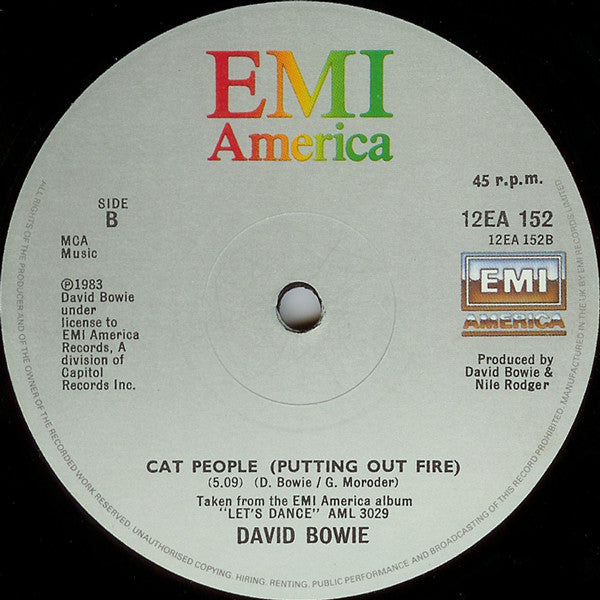 EMI
America
45 r.p.m.
SIDE
B
12EA 152
12EA 152B
MCA
Music
EMI
AMERICA
℗1983
David Bowie
under
license to
EMI America
Records, A
division of
Capitol
Records Inc.
Produced by
David Bowie &
Nile Rodger
CAT PEOPLE (PUTTING OUT FIRE)
(5.09) (D. Bowie / G. Moroder)
Taken from the EMI America album
"LET'S DANCE" AML 3029
DAVID BOWIE
ALL RIGHTS OF THE PRODUCER AND OF THE OWNER OF THE RECORDED WORK RESERVED. UNAUTHORISED COPYING. HIRING. RENTING. PUBLIC PERFORMANCE AND BROADCASTING OF THIS RECORD PROHIBITED. MANUFACTURED IN THE UK BY EMI RECORDS LIMITED